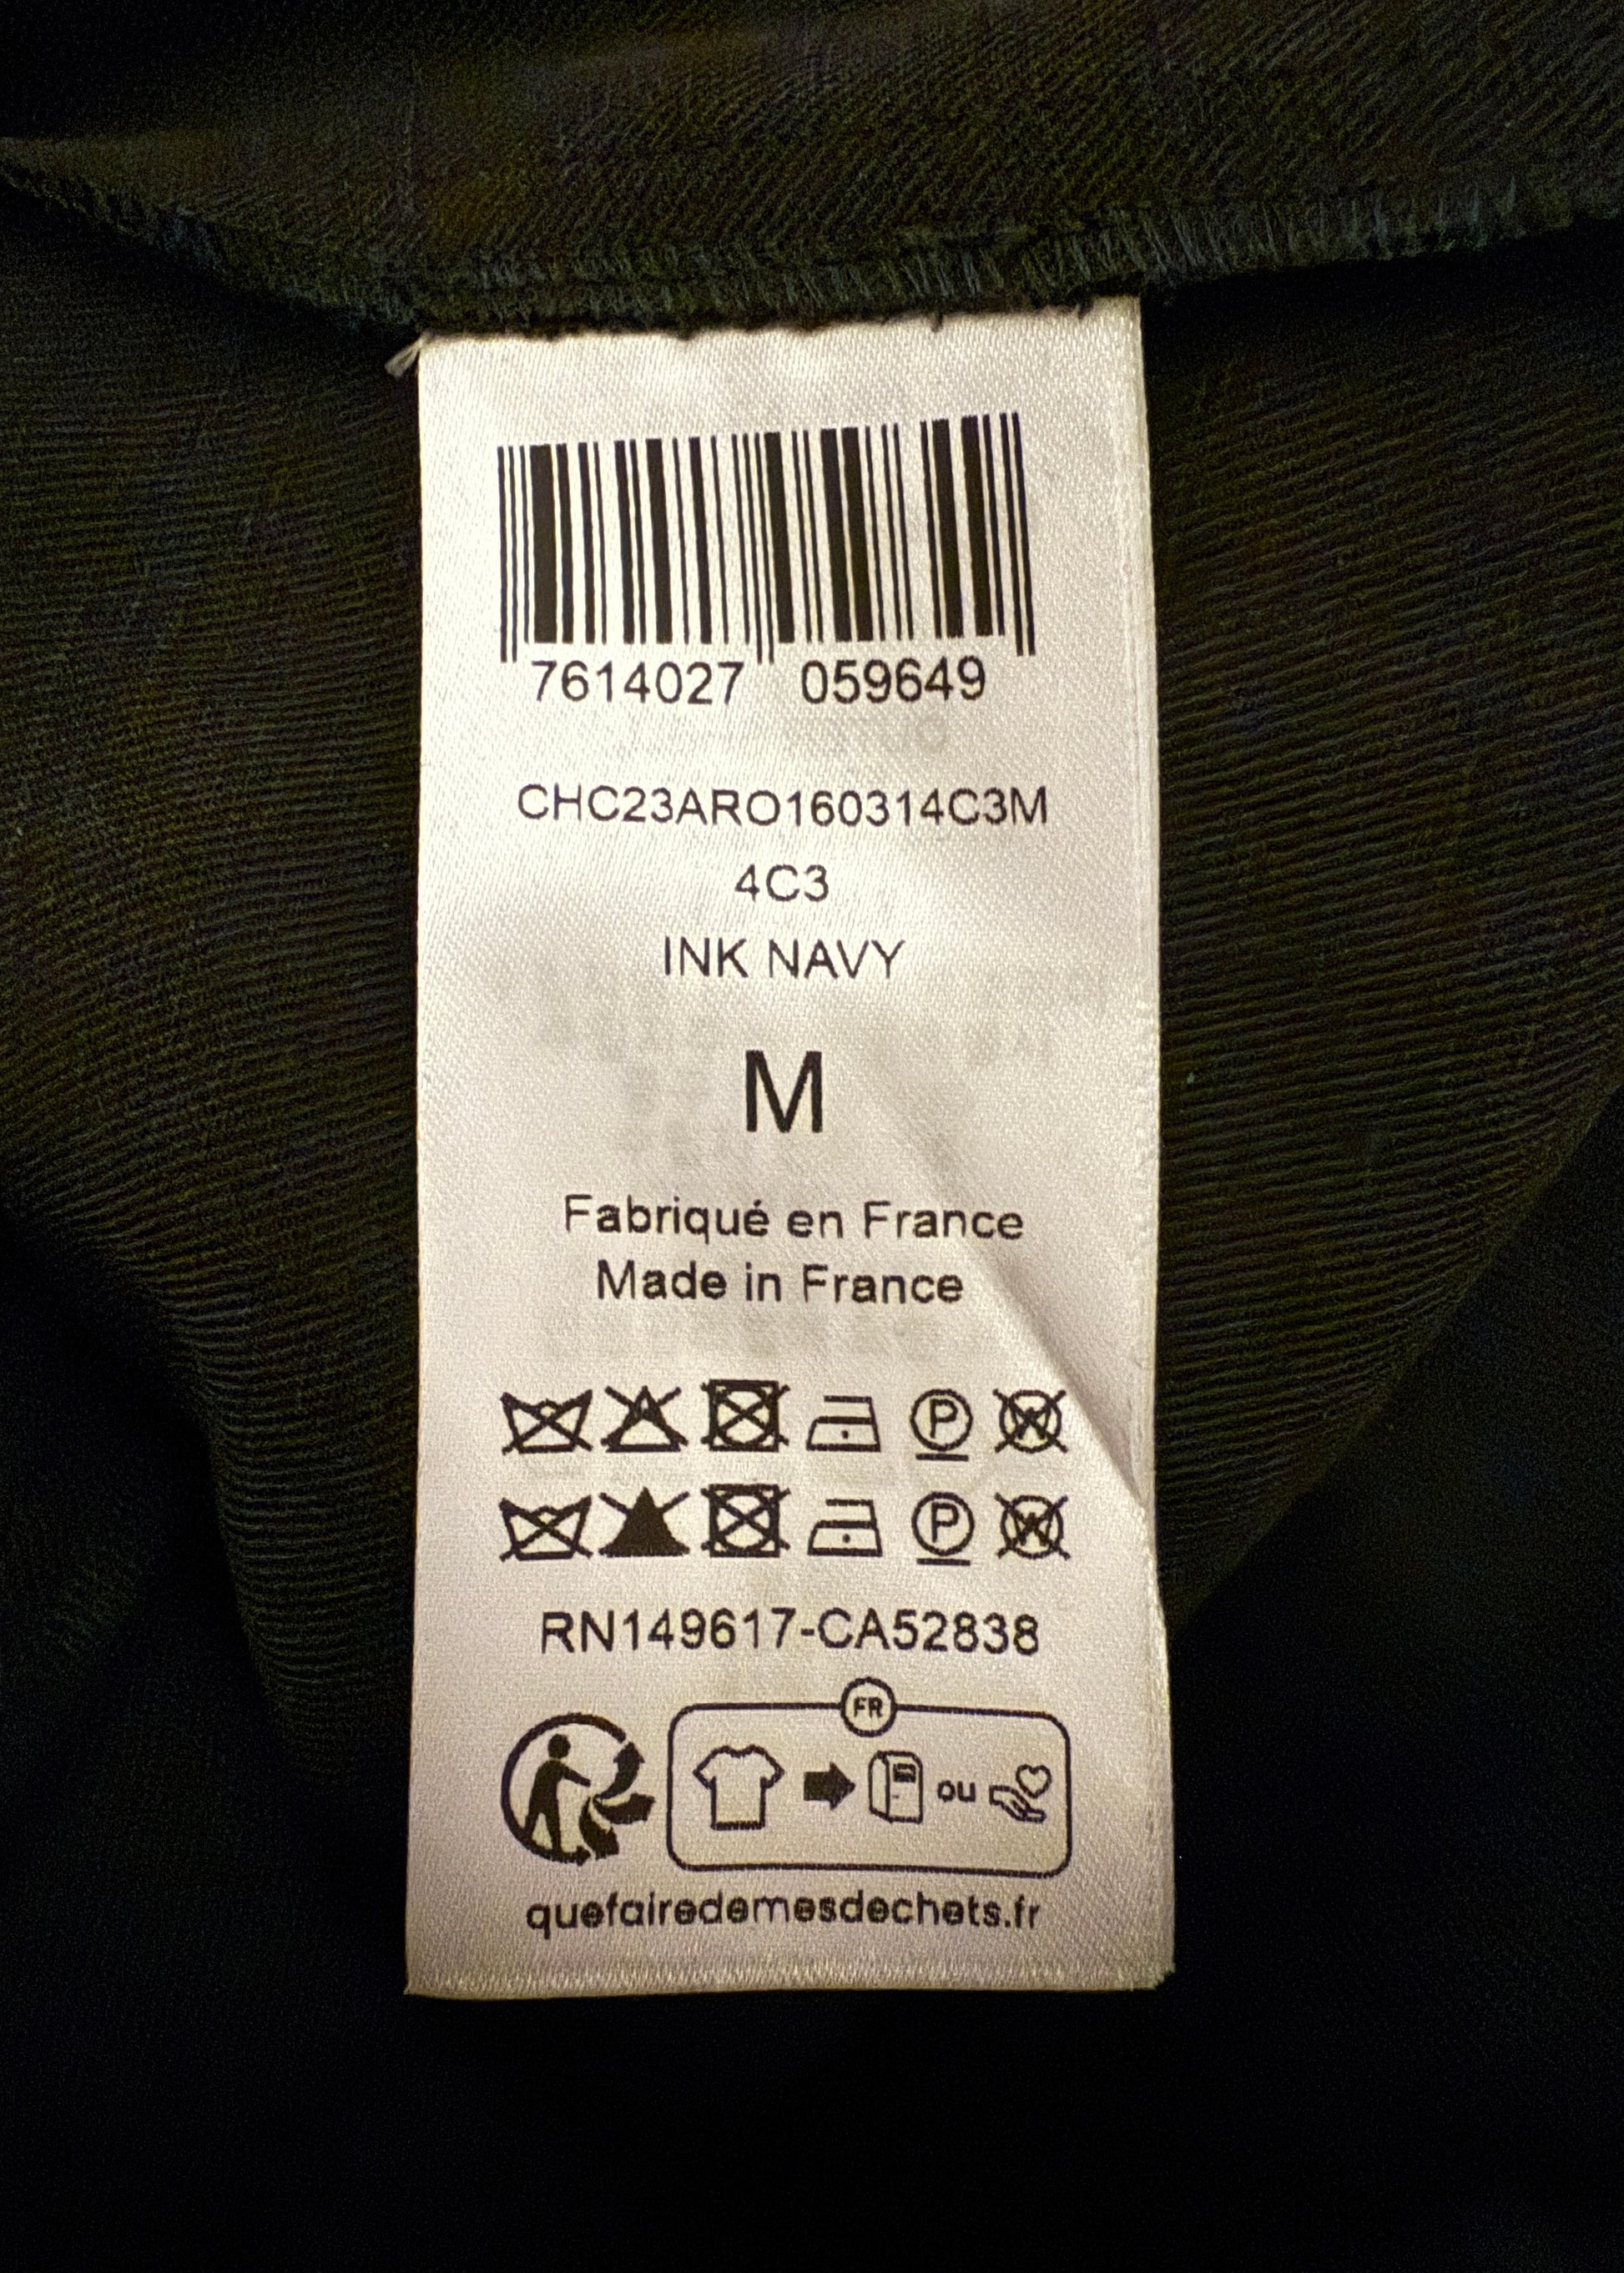 7614027 059649
CHC23ARO160314C3M
4C3
INK NAVY
M
Fabriqué en France
Made in France
P W
P W
RN149617-CA52838
FR
ou
quefairedemesdechets.fr